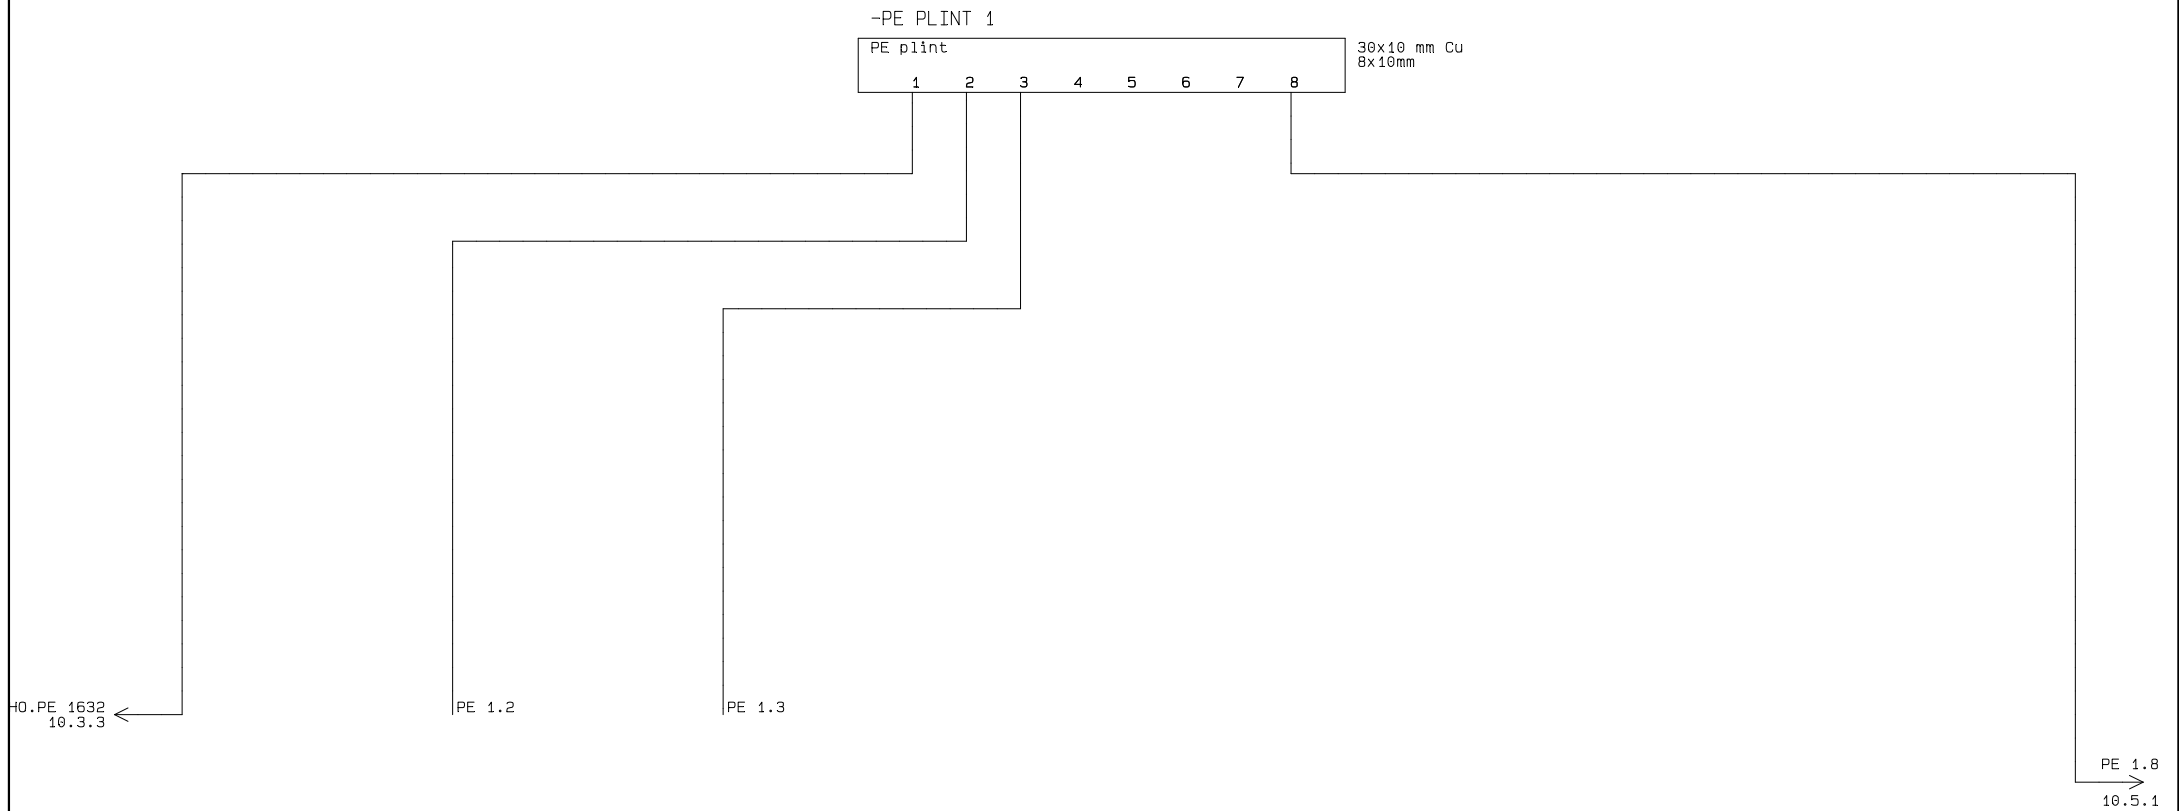 -PE PLINT 1
PE plint
30x10 mm Cu
8x10mm
1 2 3 4 5 6 7 8
HO.PE 1632
10.3.3
PE 1.2
PE 1.3
PE 1.8
10.5.1